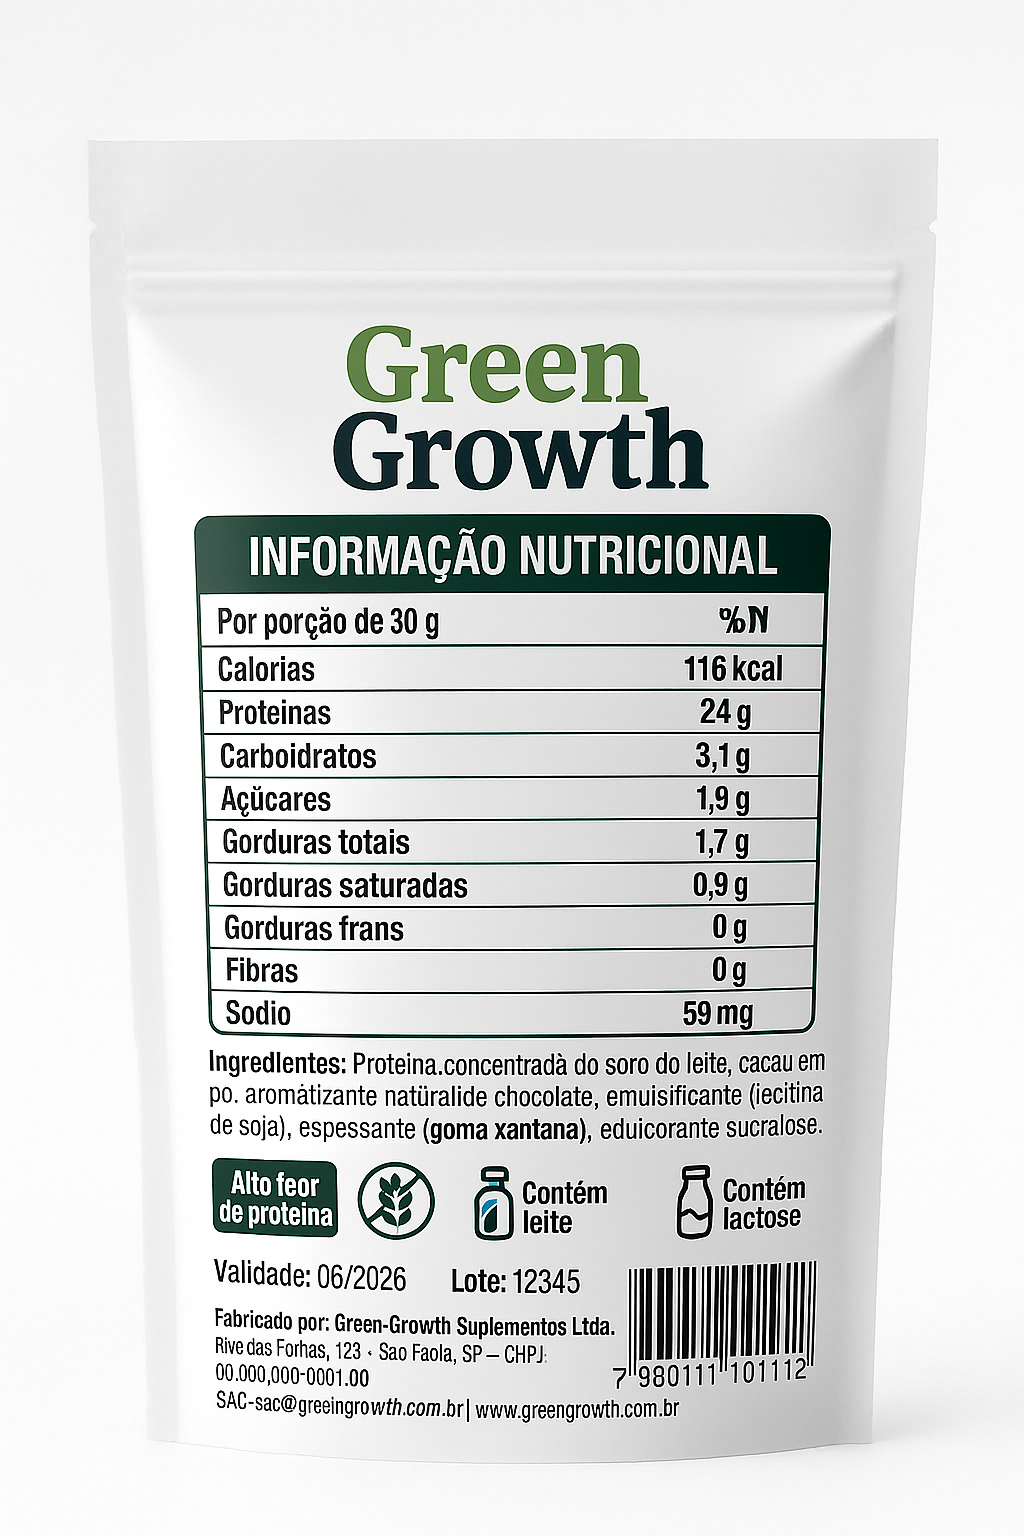 Green
Growth
INFORMAÇÃO NUTRICIONAL
Por porção de 30 g %
Calorias 116 kcal
Proteinas 24 g
Carboidratos 3,1 g
Açŭcares 1,9 g
Gorduras totais 1,7 g
Gorduras saturadas 0,9 g
Gorduras frans 0 g
Fibras 0 g
Sodio 59 mg
Ingredlentes: Proteina.concentradà do soro do leite, cacau em
po. aromátizante natüralide chocolate, emuisificante (iecitina
de soja), espessante (goma xantana), eduicorante sucralose.
Alto feor
de proteina
Contém
leite
Contém
lactose
Validade: 06/2026 Lote: 12345
Fabricado por: Green-Growth Suplementos Ltda.
Rive das Forhas, 123 · Sao Faola, SP – CHPJ:
00.000,000-0001.00
SAC-sac@greeingrowth.com.br| www.greengrowth.com.br
7 980111 101112